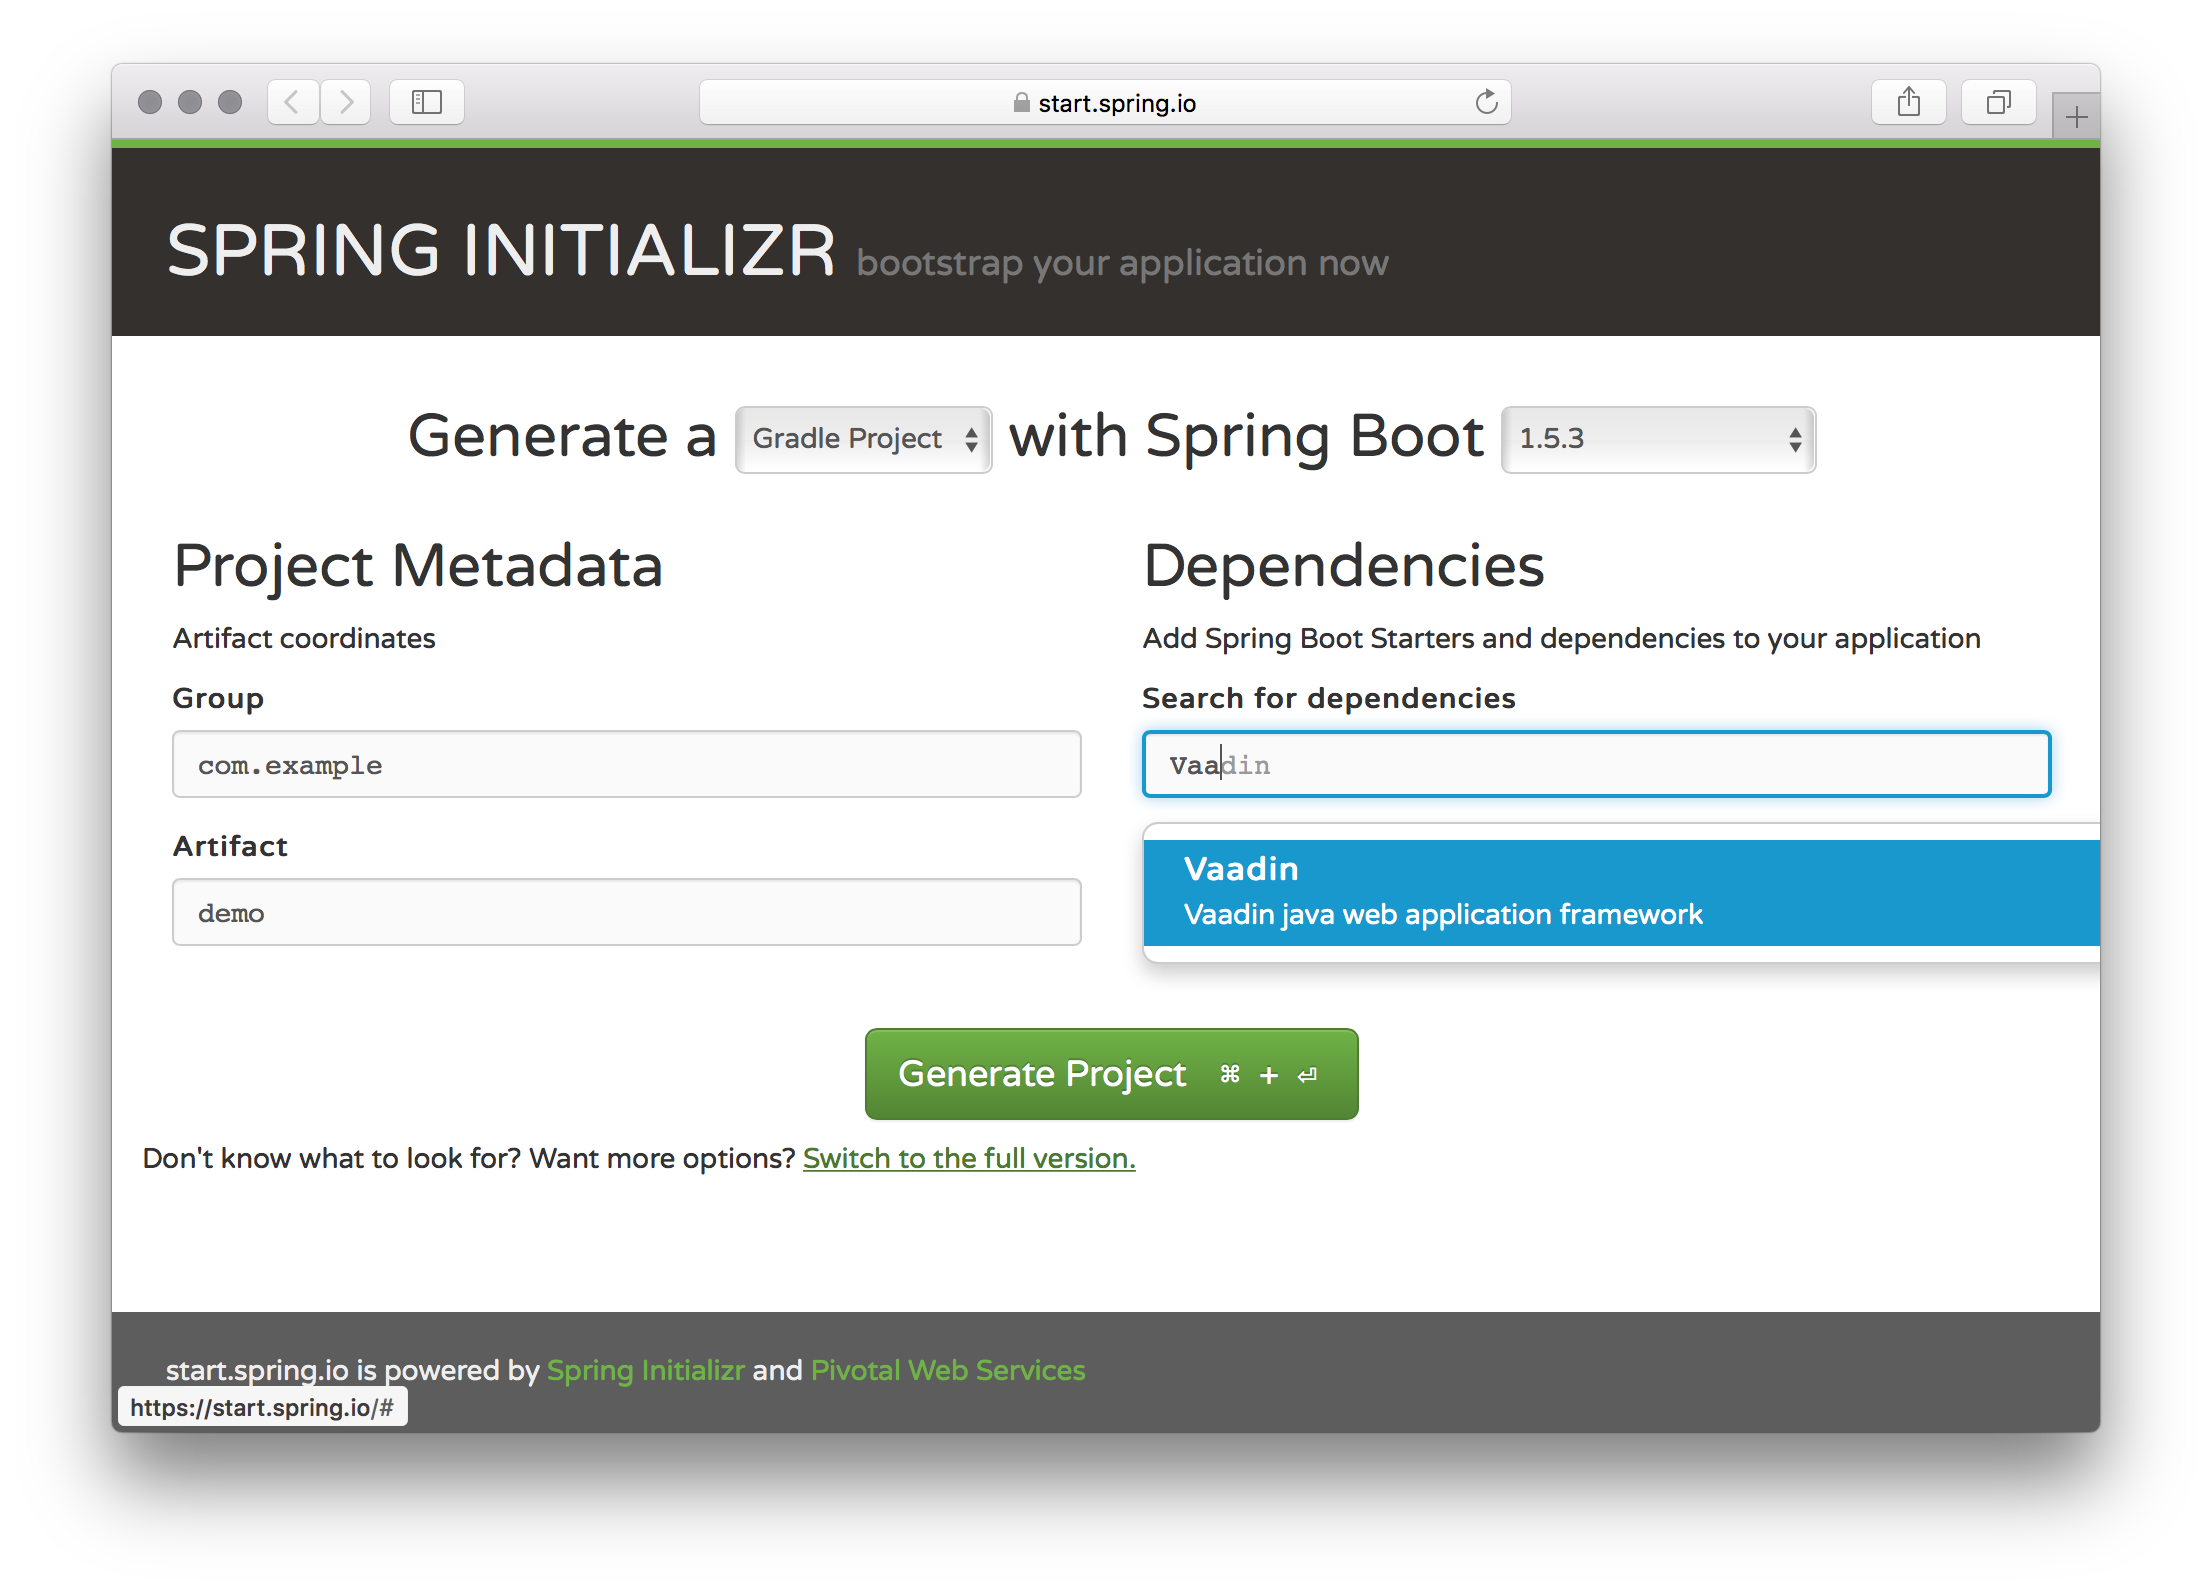 start.spring.io
SPRING INITIALIZR bootstrap your application now
Generate a Gradle Project with Spring Boot 1.5.3
Project Metadata
Artifact coordinates
Group
com.example
Artifact
demo
Dependencies
Add Spring Boot Starters and dependencies to your application
Search for dependencies
Vaadin
Vaadin
Vaadin java web application framework
Generate Project ⌘ + ⏎
Don't know what to look for? Want more options? Switch to the full version.
start.spring.io is powered by Spring Initializr and Pivotal Web Services
https://start.spring.io/#